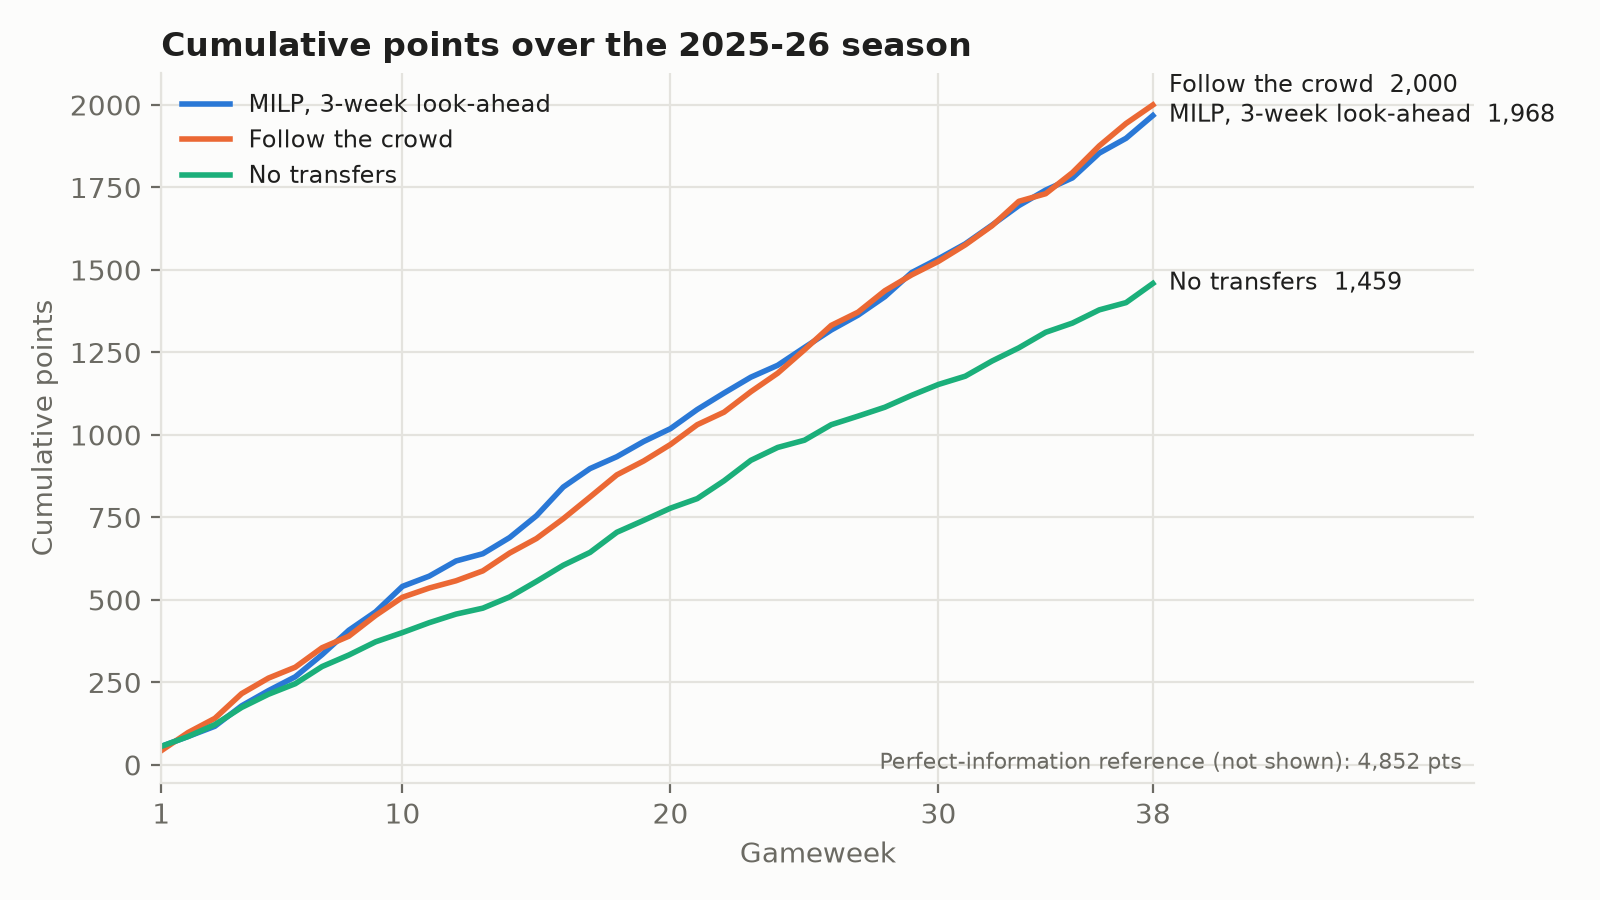 Cumulative points over the 2025-26 season
MILP, 3-week look-ahead
Follow the crowd
No transfers
Follow the crowd 2,000
MILP, 3-week look-ahead 1,968
No transfers 1,459
Perfect-information reference (not shown): 4,852 pts
Cumulative points
2000
1750
1500
1250
1000
750
500
250
0
1 10 20 30 38
Gameweek